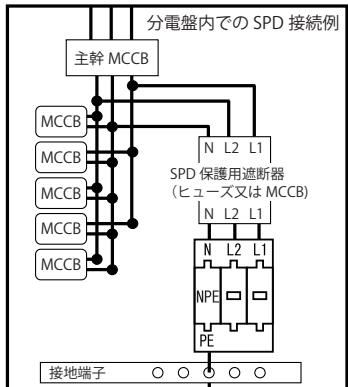 分電盤内での SPD 接続例
主幹 MCCB
MCCB
MCCB
MCCB
MCCB
MCCB
N L2 L1
SPD 保護用遮断器
（ヒューズ又は MCCB)
N L2 L1
N L2 L1
NPE
PE
接地端子